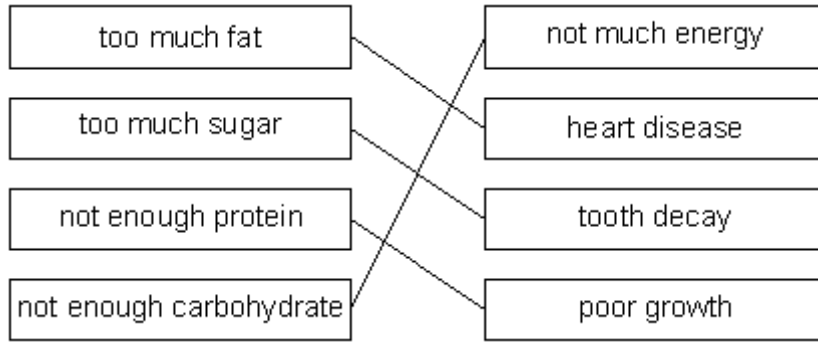 too much fat
not much energy
too much sugar
heart disease
not enough protein
tooth decay
not enough carbohydrate
poor growth